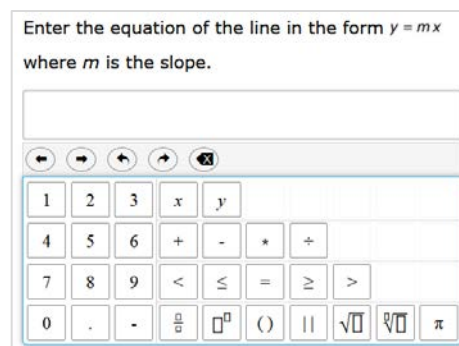 Enter the equation of the line in the form y = mx
where m is the slope.
1 2 3 x y
4 5 6 + - * ÷
7 8 9 < ≤ = ≥ >
0 . - ( ) | | √ √ π